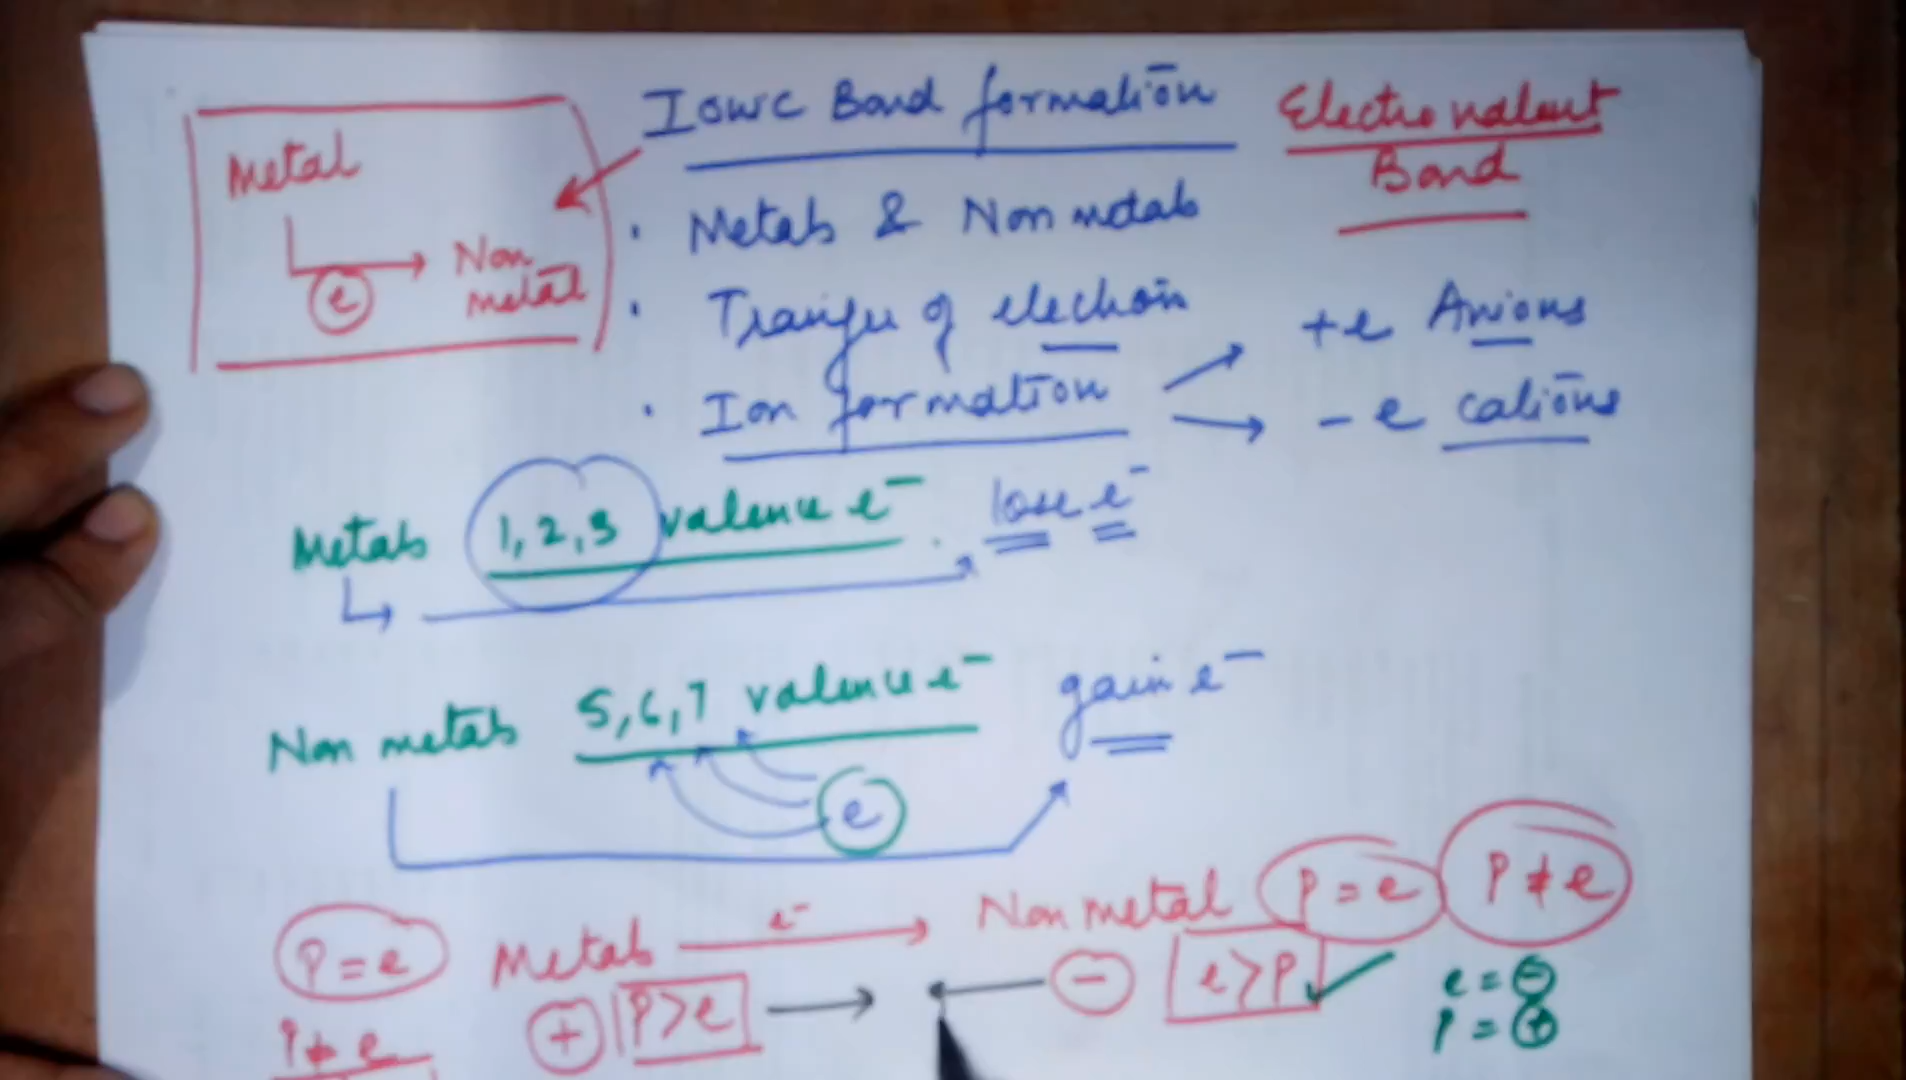 Ionic Bond formation
Electrovalent
Bond
Metal
e
Non
metal
• Metals & Non metals
• Transfer of electron
• Ion formation
+e Anions
- e cations
Metals 1,2,3 valence e⁻. lose e⁻
Non metals 5,6,7 valence e⁻ gain e⁻
e
P = e Metals e⁻ Non metal P = e P ≠ e
P ≠ e + P > e - e > P
e = -
P = +